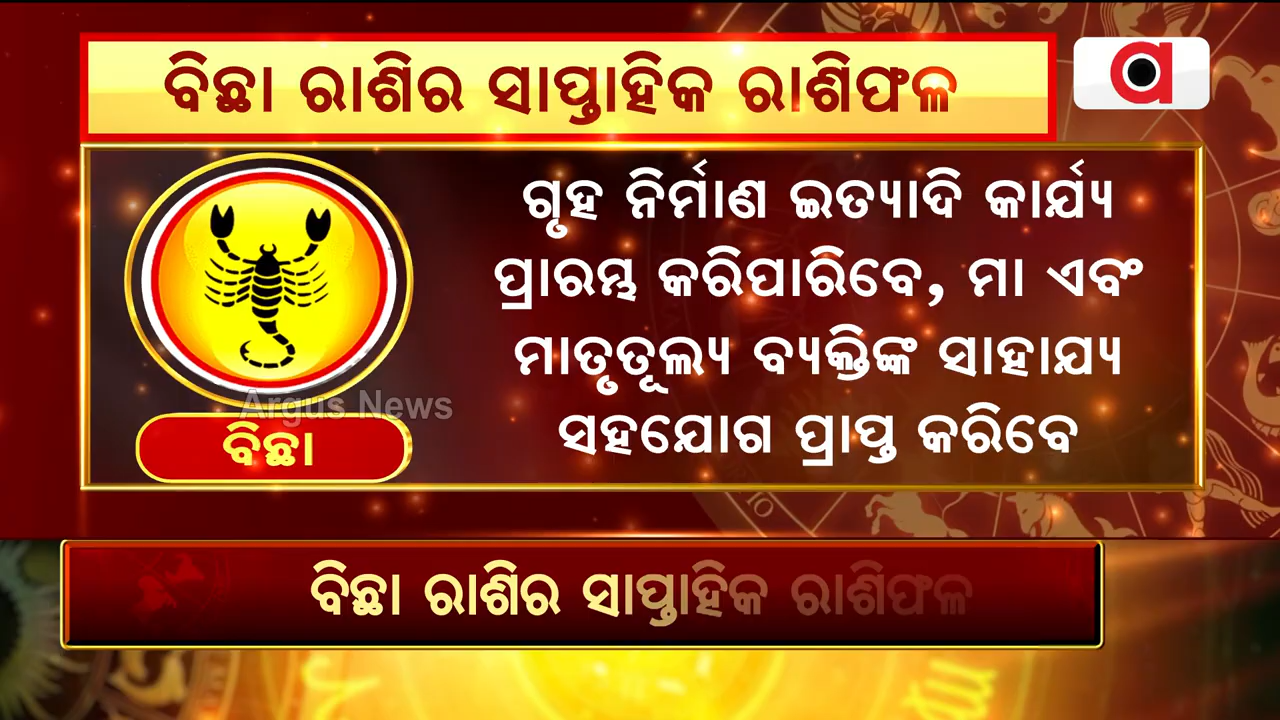 ବିଛା ରାଶିର ସାପ୍ତାହିକ ରାଶିଫଳ
ଗୃହ ନିର୍ମାଣ ଇତ୍ୟାଦି କାର୍ଯ୍ୟ
ପ୍ରାରମ୍ଭ କରିପାରିବେ, ମା ଏବଂ
ମାତୃତୂଲ୍ୟ ବ୍ୟକ୍ତିଙ୍କ ସାହାଯ୍ୟ
ସହଯୋଗ ପ୍ରାପ୍ତ କରିବେ
Argus News
ବିଛା
ବିଛା ରାଶିର ସାପ୍ତାହିକ ରାଶିଫଳ